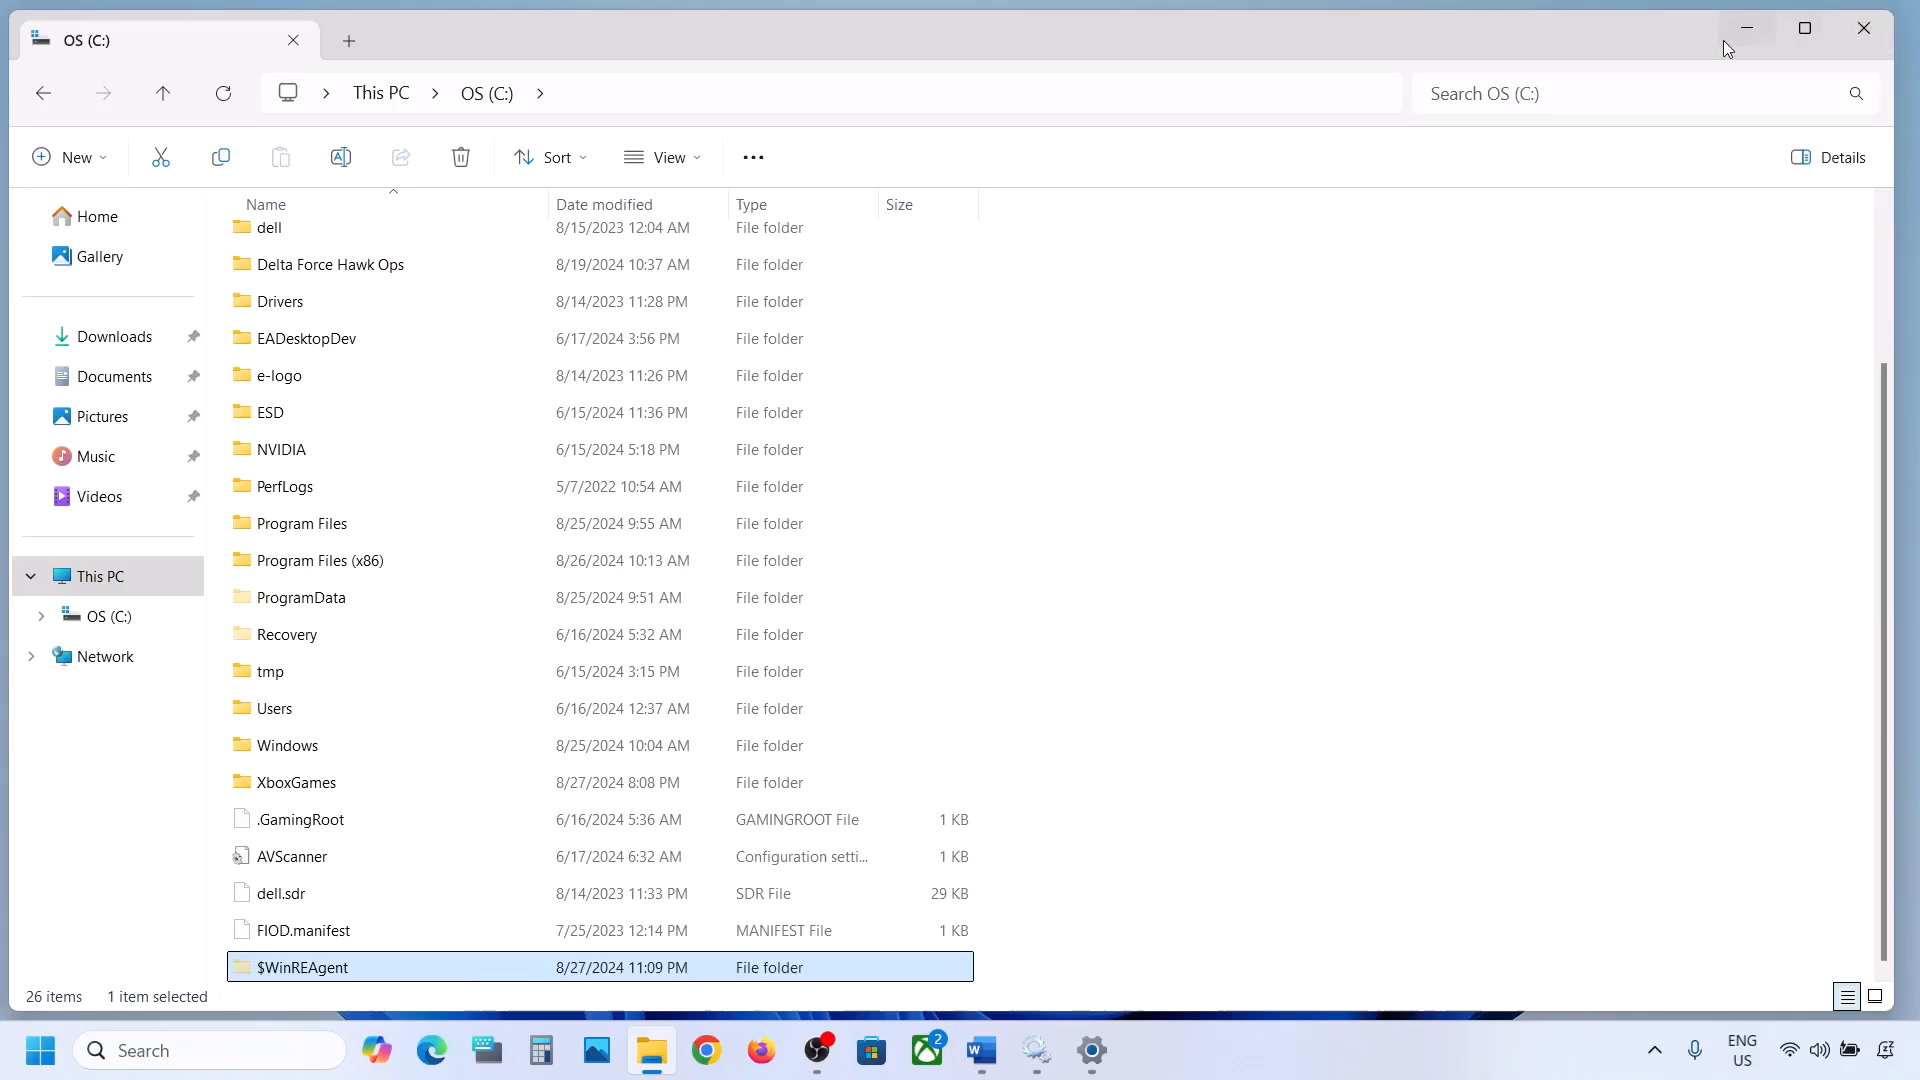 OS (C:)
This PC
OS (C:)
Search OS (C:)
New
Sort
View
Details
Name
Date modified
Type
Size
Home
Gallery
Downloads
Documents
Pictures
Music
Videos
This PC
OS (C:)
Network
dell 8/15/2023 12:04 AM File folder
Delta Force Hawk Ops 8/19/2024 10:37 AM File folder
Drivers 8/14/2023 11:28 PM File folder
EADesktopDev 6/17/2024 3:56 PM File folder
e-logo 8/14/2023 11:26 PM File folder
ESD 6/15/2024 11:36 PM File folder
NVIDIA 6/15/2024 5:18 PM File folder
PerfLogs 5/7/2022 10:54 AM File folder
Program Files 8/25/2024 9:55 AM File folder
Program Files (x86) 8/26/2024 10:13 AM File folder
ProgramData 8/25/2024 9:51 AM File folder
Recovery 6/16/2024 5:32 AM File folder
tmp 6/15/2024 3:15 PM File folder
Users 6/16/2024 12:37 AM File folder
Windows 8/25/2024 10:04 AM File folder
XboxGames 8/27/2024 8:08 PM File folder
.GamingRoot 6/16/2024 5:36 AM GAMINGROOT File 1 KB
AVScanner 6/17/2024 6:32 AM Configuration setti... 1 KB
dell.sdr 8/14/2023 11:33 PM SDR File 29 KB
FIOD.manifest 7/25/2023 12:14 PM MANIFEST File 1 KB
$WinREAgent 8/27/2024 11:09 PM File folder
26 items
1 item selected
Search
2
ENG
US